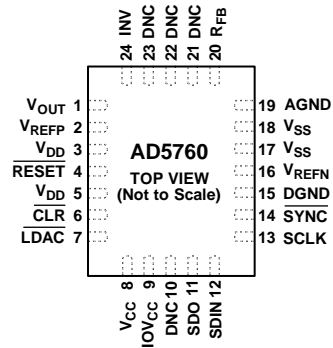 24 INV
23 DNC
22 DNC
21 DNC
20 RFB
VOUT 1
VREFP 2
VDD 3
RESET 4
VDD 5
CLR 6
LDAC 7
AD5760
TOP VIEW
(Not to Scale)
19 AGND
18 VSS
17 VSS
16 VREFN
15 DGND
14 SYNC
13 SCLK
VCC 8
IOVCC 9
DNC 10
SDO 11
SDIN 12